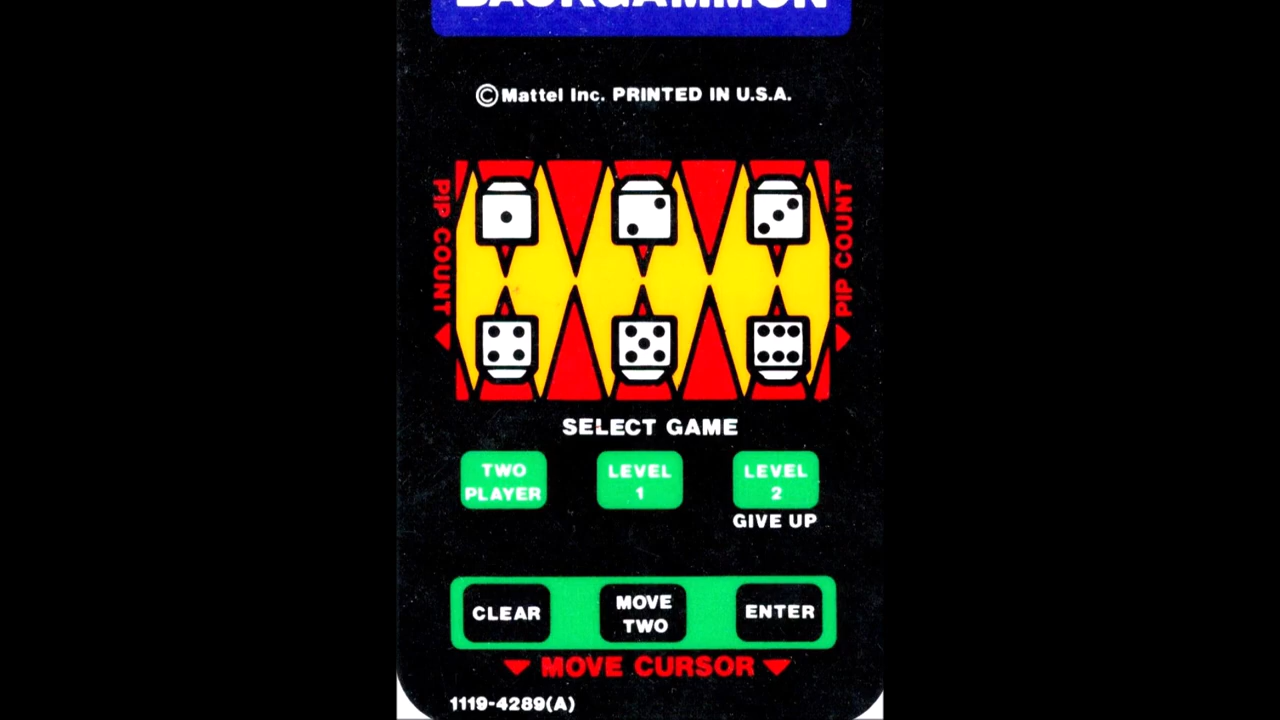 BACKGAMMON
©Mattel Inc. PRINTED IN U.S.A.
PIP COUNT
PIP COUNT
SELECT GAME
TWO PLAYER
LEVEL 1
LEVEL 2
GIVE UP
CLEAR
MOVE TWO
ENTER
MOVE CURSOR
1119-4289(A)